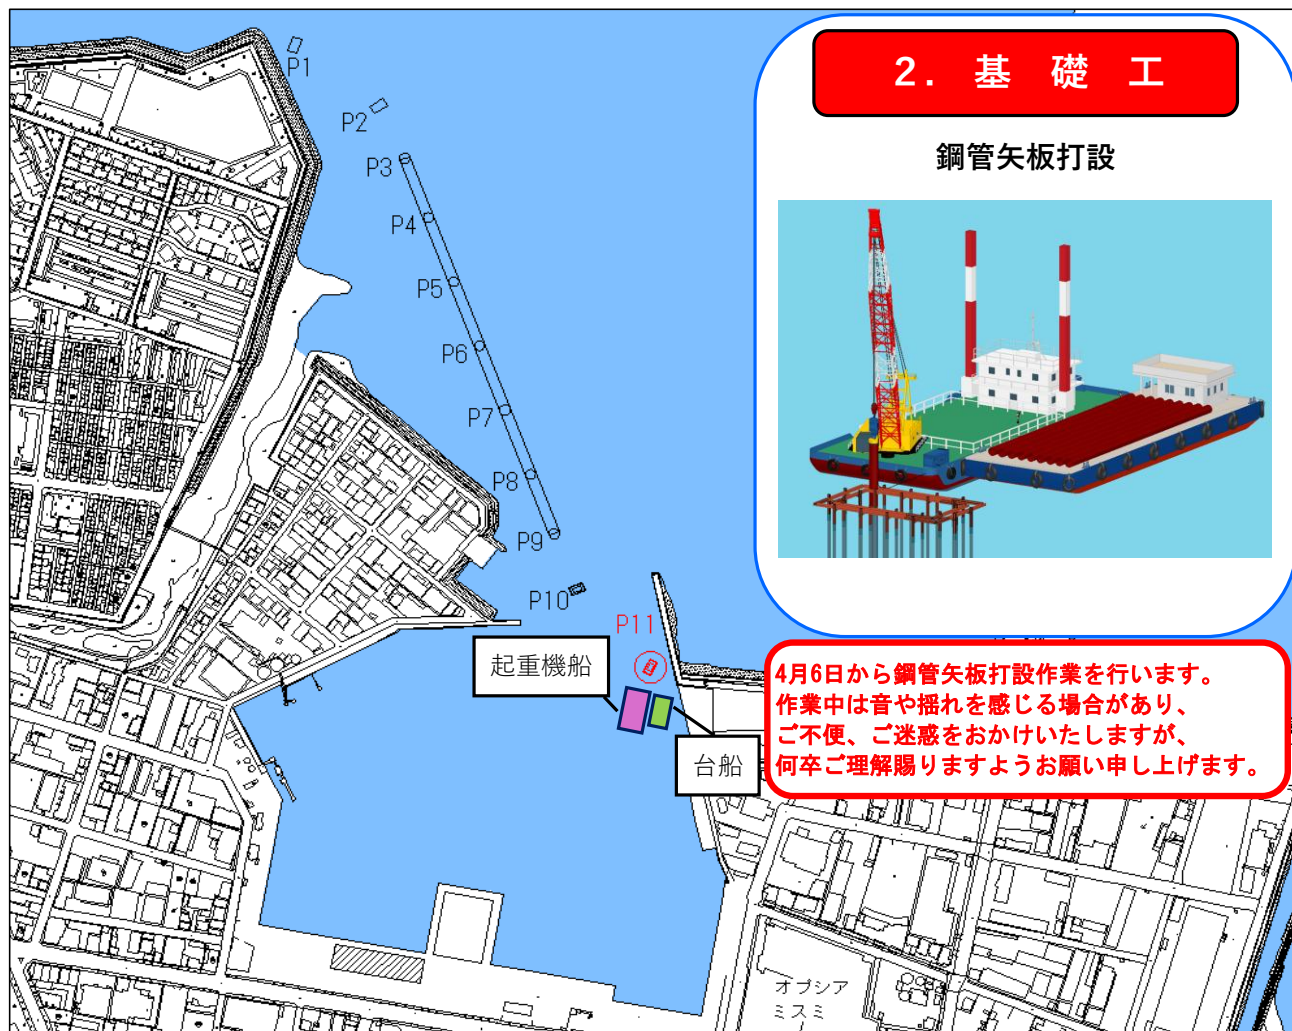 2. 基 礎 工
鋼管矢板打設
P1
P2
P3
P4
P5
P6
P7
P8
P9
P10
P11
起重機船
台船
4月6日から鋼管矢板打設作業を行います。
作業中は音や揺れを感じる場合があり、
ご不便、ご迷惑をおかけいたしますが、
何卒ご理解賜りますようお願い申し上げます。
オプシア
ミスミ